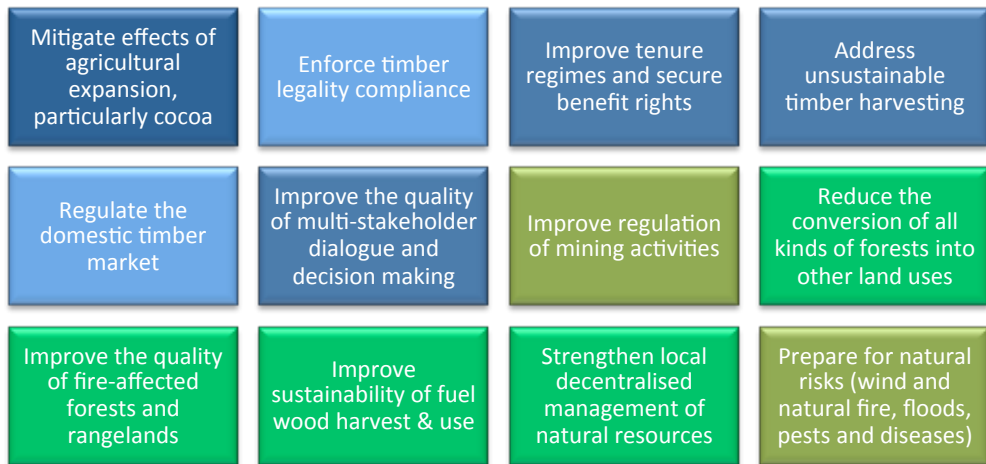 Mitigate effects of
agricultural
expansion,
particularly cocoa
Enforce timber
legality compliance
Improve tenure
regimes and secure
benefit rights
Address
unsustainable
timber harvesting
Regulate the
domestic timber
market
Improve the quality
of multi-stakeholder
dialogue and
decision making
Improve regulation
of mining activities
Reduce the
conversion of all
kinds of forests into
other land uses
Improve the quality
of fire-affected
forests and
rangelands
Improve
sustainability of fuel
wood harvest & use
Strengthen local
decentralised
management of
natural resources
Prepare for natural
risks (wind and
natural fire, floods,
pests and diseases)